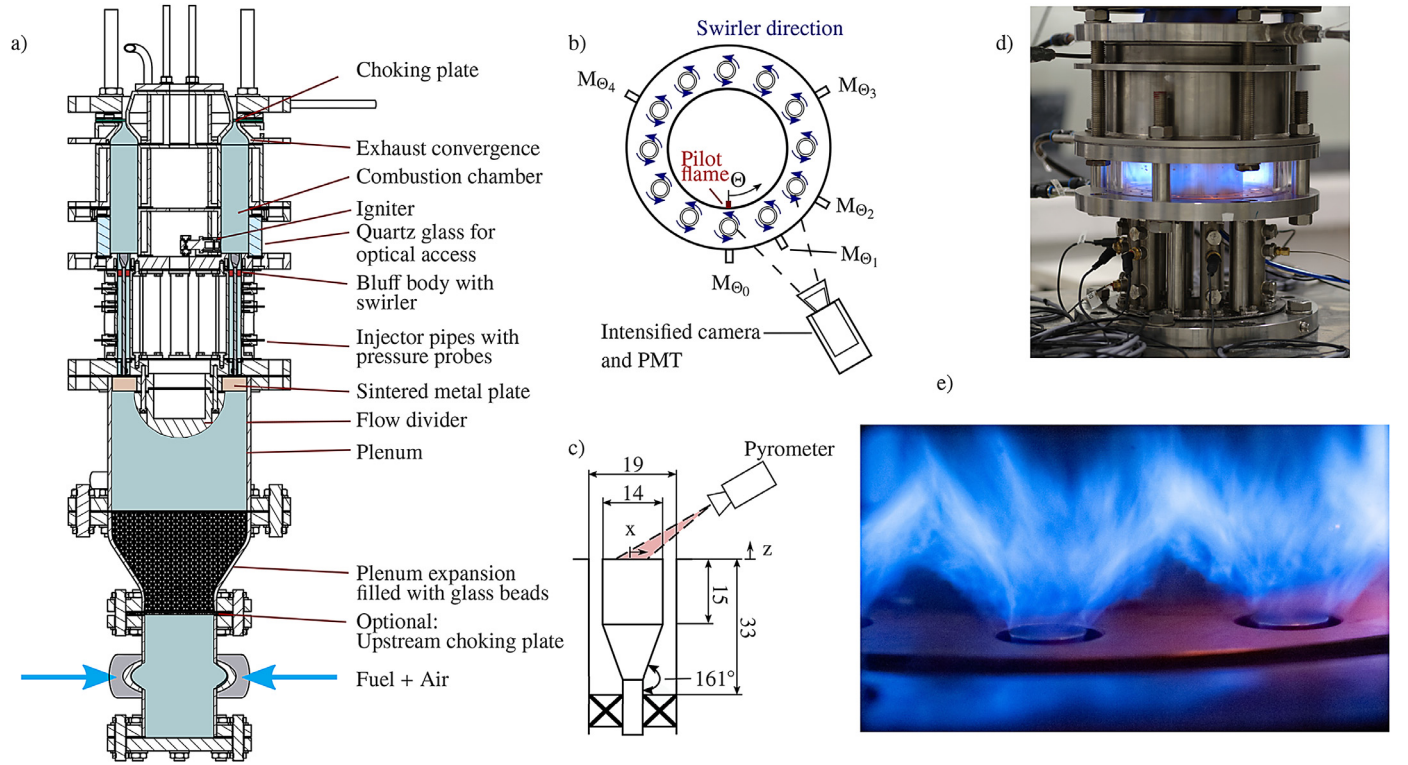 a)
Choking plate
Exhaust convergence
Combustion chamber
Igniter
Quartz glass for
optical access
Bluff body with
swirler
Injector pipes with
pressure probes
Sintered metal plate
Flow divider
Plenum
Plenum expansion
filled with glass beads
Optional:
Upstream choking plate
Fuel + Air
b)
Swirler direction
MΘ4
MΘ3
Pilot
flame
Θ
MΘ2
MΘ1
MΘ0
Intensified camera
and PMT
c)
Pyrometer
19
14
x
z
15
33
161°
d)
e)